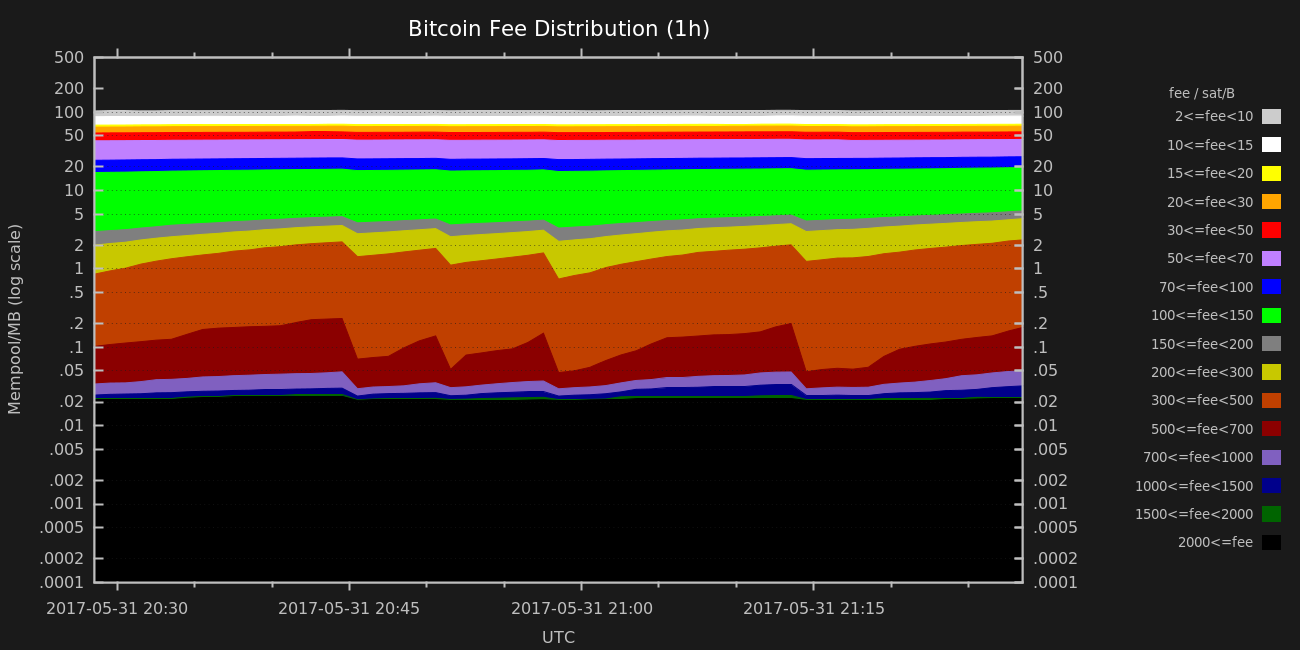 Bitcoin Fee Distribution (1h)
Mempool/MB (log scale)
500
200
100
50
20
10
5
2
1
.5
.2
.1
.05
.02
.01
.005
.002
.001
.0005
.0002
.0001
500
200
100
50
20
10
5
2
1
.5
.2
.1
.05
.02
.01
.005
.002
.001
.0005
.0002
.0001
2017-05-31 20:30
2017-05-31 20:45
2017-05-31 21:00
2017-05-31 21:15
UTC
fee / sat/B
2<=fee<10
10<=fee<15
15<=fee<20
20<=fee<30
30<=fee<50
50<=fee<70
70<=fee<100
100<=fee<150
150<=fee<200
200<=fee<300
300<=fee<500
500<=fee<700
700<=fee<1000
1000<=fee<1500
1500<=fee<2000
2000<=fee